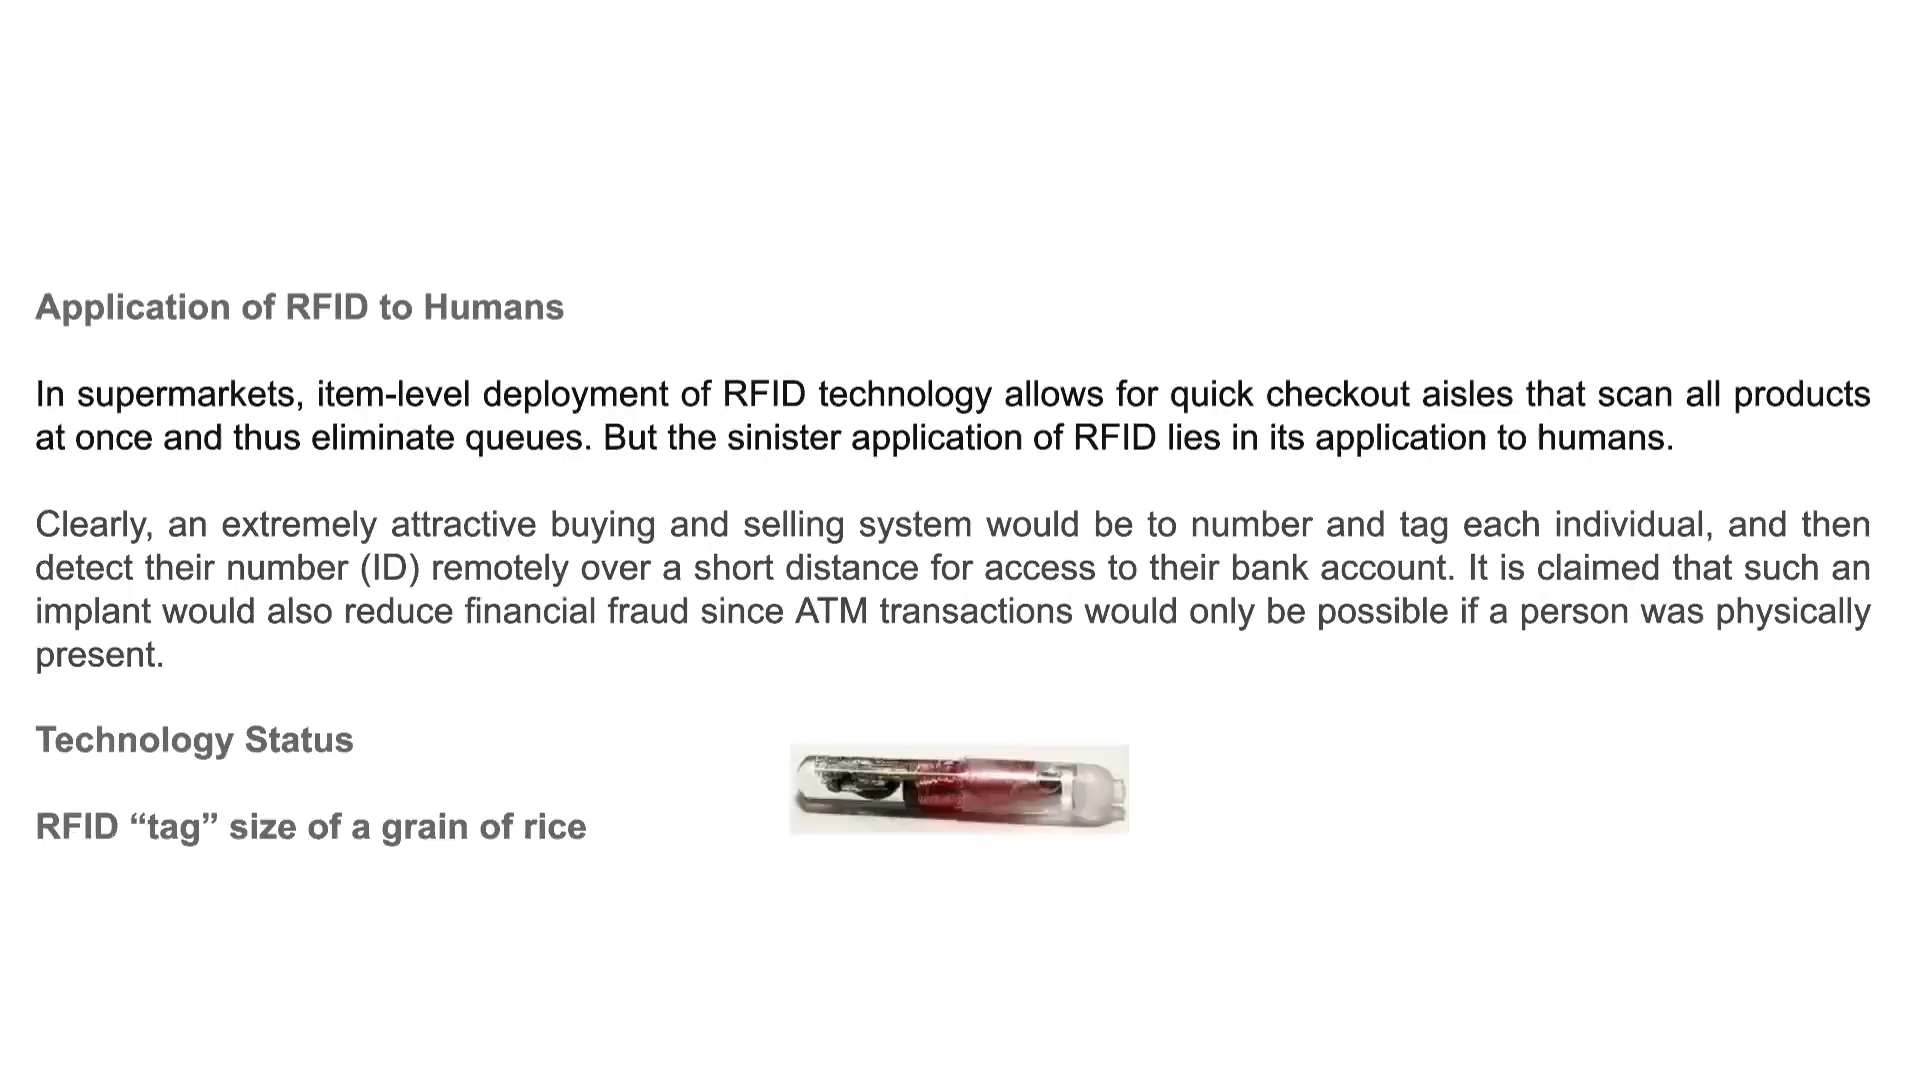 Application of RFID to Humans
In supermarkets, item-level deployment of RFID technology allows for quick checkout aisles that scan all products
at once and thus eliminate queues. But the sinister application of RFID lies in its application to humans.
Clearly, an extremely attractive buying and selling system would be to number and tag each individual, and then
detect their number (ID) remotely over a short distance for access to their bank account. It is claimed that such an
implant would also reduce financial fraud since ATM transactions would only be possible if a person was physically
present.
Technology Status
RFID “tag” size of a grain of rice